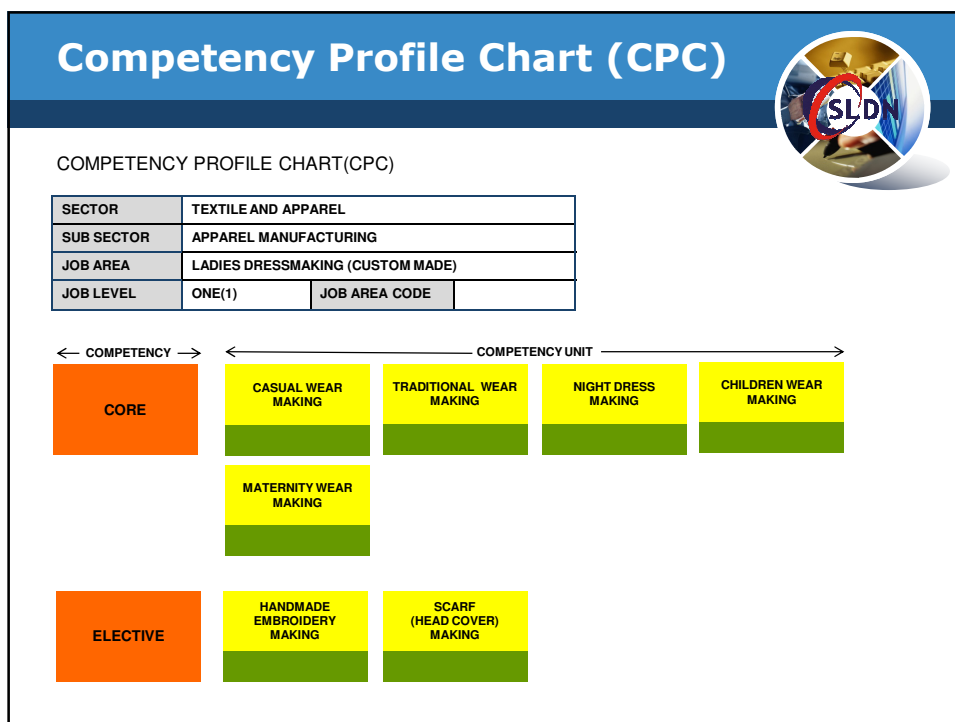 Competency Profile Chart (CPC)
SLDN
COMPETENCY PROFILE CHART(CPC)
SECTOR TEXTILE AND APPAREL
SUB SECTOR APPAREL MANUFACTURING
JOB AREA LADIES DRESSMAKING (CUSTOM MADE)
JOB LEVEL ONE(1) JOB AREA CODE
COMPETENCY COMPETENCY UNIT
CORE
CASUAL WEAR
MAKING
TRADITIONAL WEAR
MAKING
NIGHT DRESS
MAKING
CHILDREN WEAR
MAKING
MATERNITY WEAR
MAKING
ELECTIVE
HANDMADE
EMBROIDERY
MAKING
SCARF
(HEAD COVER)
MAKING